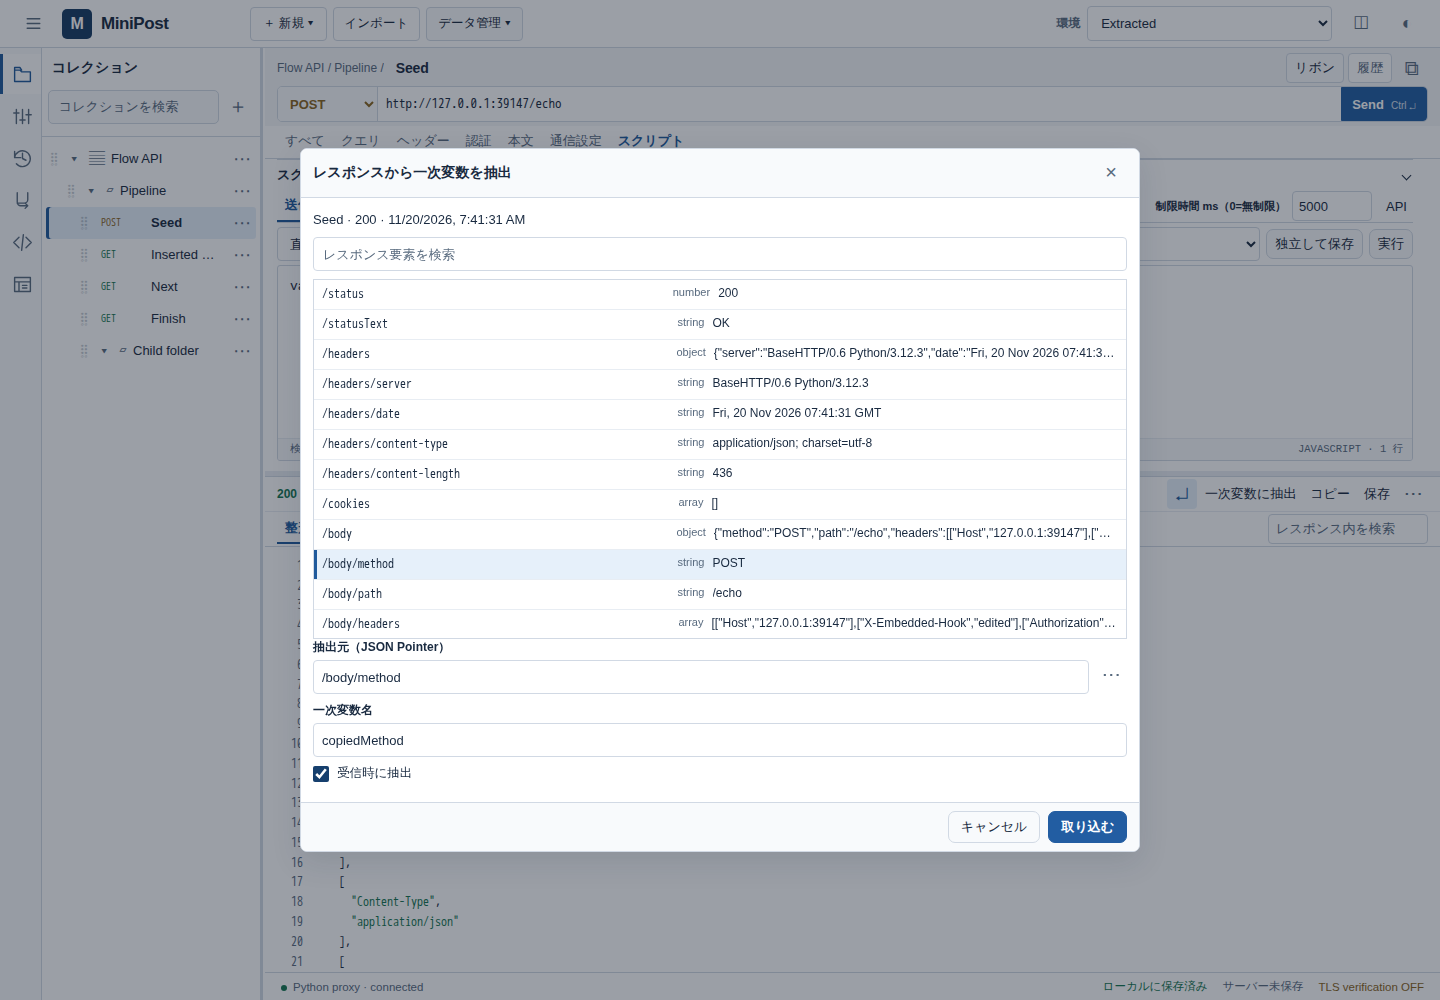 M MiniPost ＋ 新規 ▾ インポート データ管理 ▾ 環境 Extracted
コレクション
コレクションを検索 ＋
Flow API / Pipeline / Seed リボン 履歴
POST http://127.0.0.1:39147/echo Send Ctrl
すべて クエリ ヘッダー 認証 本文 通信設定 スクリプト
▾ Flow API ···
▾ Pipeline ···
POST Seed ···
GET Inserted … ···
GET Next ···
GET Finish ···
▾ Child folder ···
制限時間 ms（0=無制限） 5000 API
独立して保存 実行
JAVASCRIPT · 1 行
レスポンスから一次変数を抽出 ✕
Seed · 200 · 11/20/2026, 7:41:31 AM
レスポンス要素を検索
/status number 200
/statusText string OK
/headers object {"server":"BaseHTTP/0.6 Python/3.12.3","date":"Fri, 20 Nov 2026 07:41:3…
/headers/server string BaseHTTP/0.6 Python/3.12.3
/headers/date string Fri, 20 Nov 2026 07:41:31 GMT
/headers/content-type string application/json; charset=utf-8
/headers/content-length string 436
/cookies array []
/body object {"method":"POST","path":"/echo","headers":[["Host","127.0.0.1:39147"],["…
/body/method string POST
/body/path string /echo
/body/headers array [["Host","127.0.0.1:39147"],["X-Embedded-Hook","edited"],["Authorization"…
抽出元（JSON Pointer）
/body/method ···
一次変数名
copiedMethod
受信時に抽出
キャンセル 取り込む
200 一次変数に抽出 コピー 保存 ···
レスポンス内を検索
16 ],
17 [
18 "Content-Type",
19 "application/json"
20 ],
21 [
Python proxy · connected ローカルに保存済み サーバー未保存 TLS verification OFF